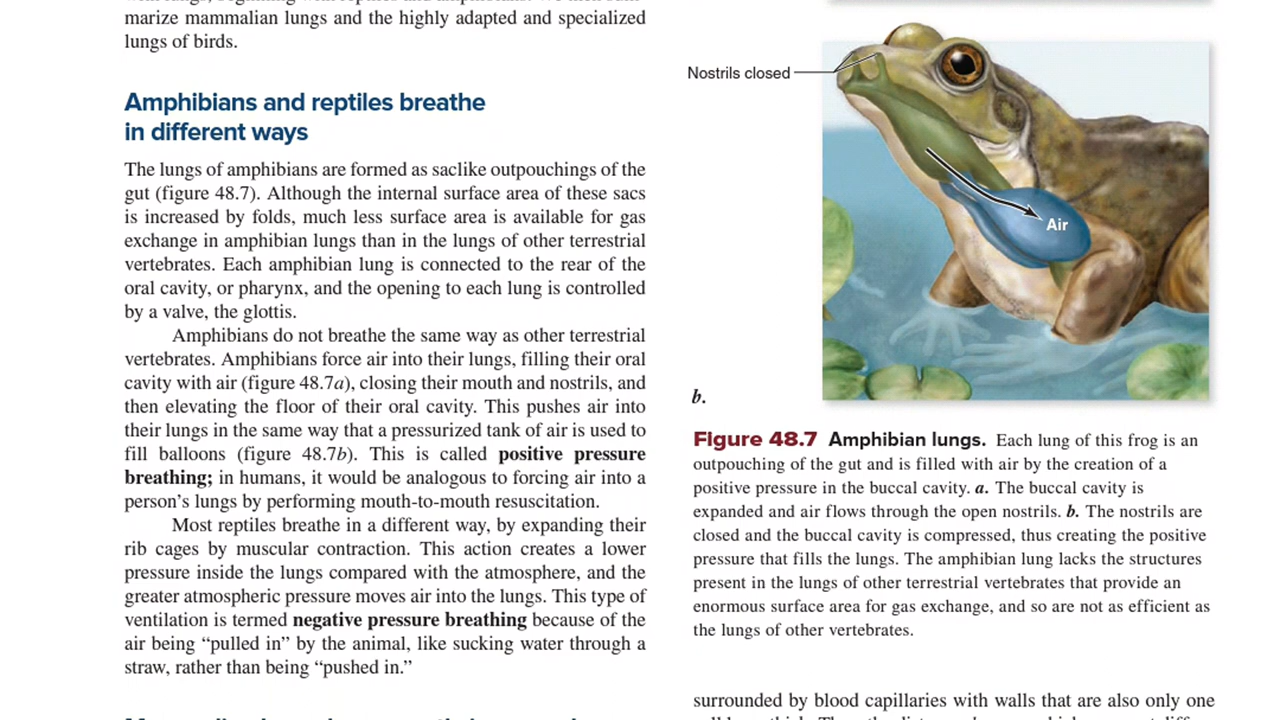 marize mammalian lungs and the highly adapted and specialized
lungs of birds.
Amphibians and reptiles breathe
in different ways
The lungs of amphibians are formed as saclike outpouchings of the
gut (figure 48.7). Although the internal surface area of these sacs
is increased by folds, much less surface area is available for gas
exchange in amphibian lungs than in the lungs of other terrestrial
vertebrates. Each amphibian lung is connected to the rear of the
oral cavity, or pharynx, and the opening to each lung is controlled
by a valve, the glottis.
Amphibians do not breathe the same way as other terrestrial
vertebrates. Amphibians force air into their lungs, filling their oral
cavity with air (figure 48.7a), closing their mouth and nostrils, and
then elevating the floor of their oral cavity. This pushes air into
their lungs in the same way that a pressurized tank of air is used to
fill balloons (figure 48.7b). This is called positive pressure
breathing; in humans, it would be analogous to forcing air into a
person’s lungs by performing mouth-to-mouth resuscitation.
Most reptiles breathe in a different way, by expanding their
rib cages by muscular contraction. This action creates a lower
pressure inside the lungs compared with the atmosphere, and the
greater atmospheric pressure moves air into the lungs. This type of
ventilation is termed negative pressure breathing because of the
air being “pulled in” by the animal, like sucking water through a
straw, rather than being “pushed in.”
Nostrils closed
Air
b.
Figure 48.7 Amphibian lungs. Each lung of this frog is an
outpouching of the gut and is filled with air by the creation of a
positive pressure in the buccal cavity. a. The buccal cavity is
expanded and air flows through the open nostrils. b. The nostrils are
closed and the buccal cavity is compressed, thus creating the positive
pressure that fills the lungs. The amphibian lung lacks the structures
present in the lungs of other terrestrial vertebrates that provide an
enormous surface area for gas exchange, and so are not as efficient as
the lungs of other vertebrates.
surrounded by blood capillaries with walls that are also only one